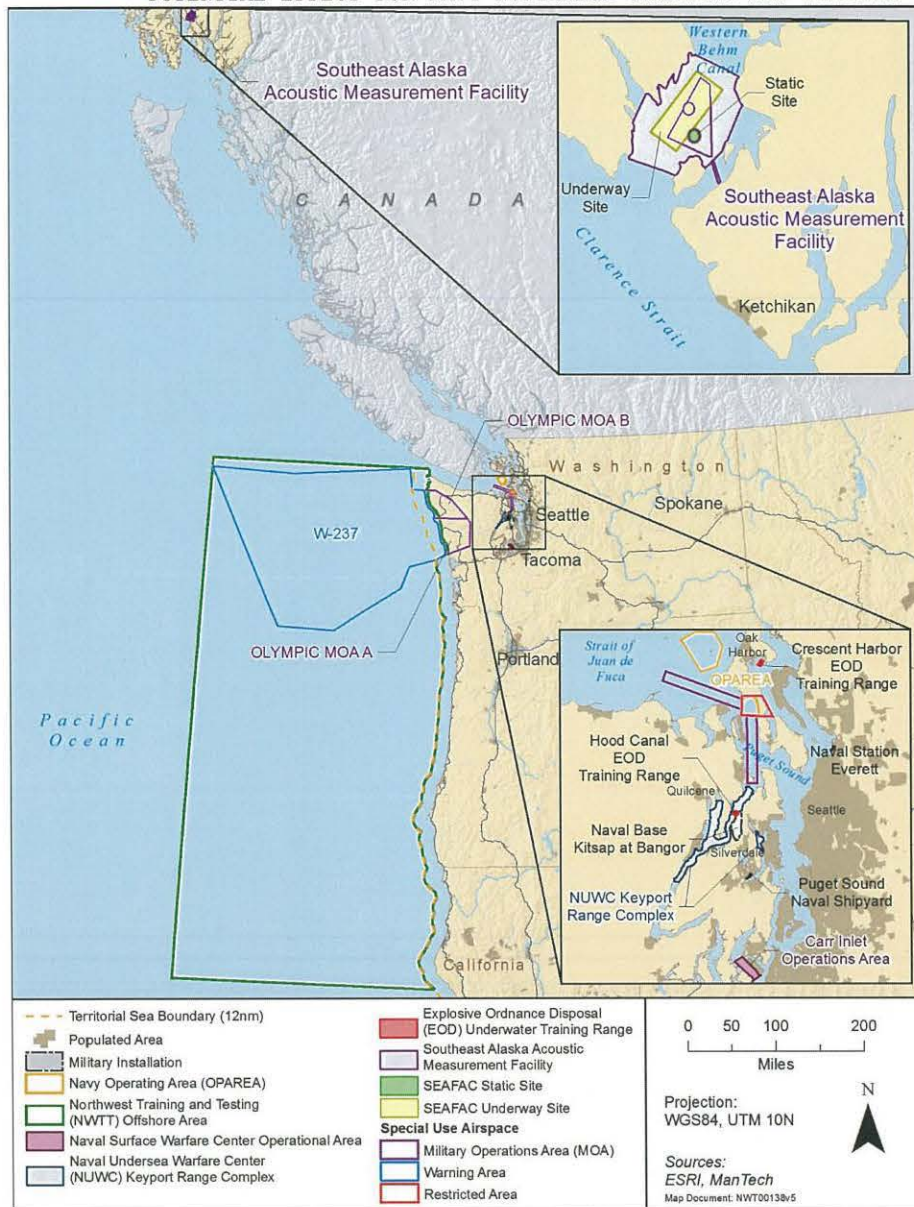 Southeast Alaska
Acoustic Measurement Facility
CANADA
Western
Behm
Canal
Static
Site
Underway
Site
Southeast Alaska
Acoustic Measurement
Facility
Clarence Strait
Ketchikan
OLYMPIC MOA B
Washington
Spokane
Seattle
Tacoma
W-237
OLYMPIC MOA A
Portland
Pacific
Ocean
California
Strait of
Juan de
Fuca
Oak
Harbor
Crescent Harbor
EOD
Training Range
OPAREA
Hood Canal
EOD
Training Range
Puget Sound
Naval Station
Everett
Quilcene
Seattle
Naval Base
Kitsap at Bangor
Silverdale
NUWC Keyport
Range Complex
Puget Sound
Naval Shipyard
Carr Inlet
Operations Area
Territorial Sea Boundary (12nm)
Populated Area
Military Installation
Navy Operating Area (OPAREA)
Northwest Training and Testing
(NWTT) Offshore Area
Naval Surface Warfare Center Operational Area
Naval Undersea Warfare Center
(NUWC) Keyport Range Complex
Explosive Ordnance Disposal
(EOD) Underwater Training Range
Southeast Alaska Acoustic
Measurement Facility
SEAFAC Static Site
SEAFAC Underway Site
Special Use Airspace
Military Operations Area (MOA)
Warning Area
Restricted Area
0 50 100 200
Miles
Projection:
WGS84, UTM 10N
N
Sources:
ESRI, ManTech
Map Document: NWT00138v5